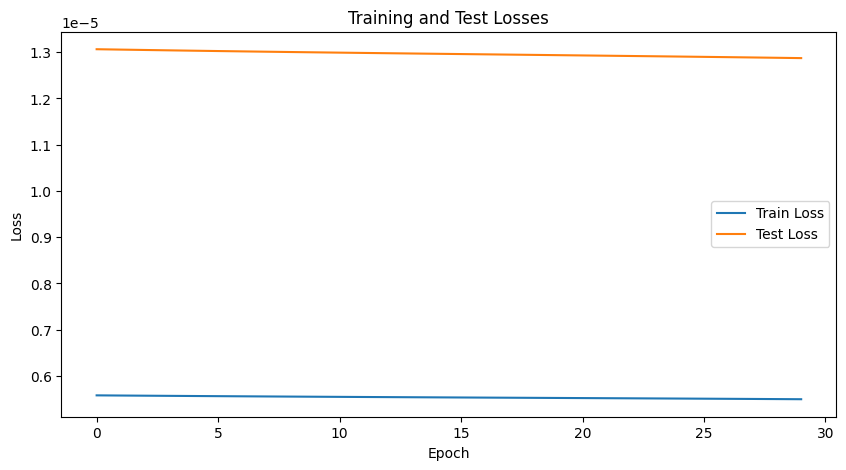 Training and Test Losses
1e−5
1.3
1.2
1.1
1.0
0.9
0.8
0.7
0.6
Loss
Train Loss
Test Loss
0 5 10 15 20 25 30
Epoch